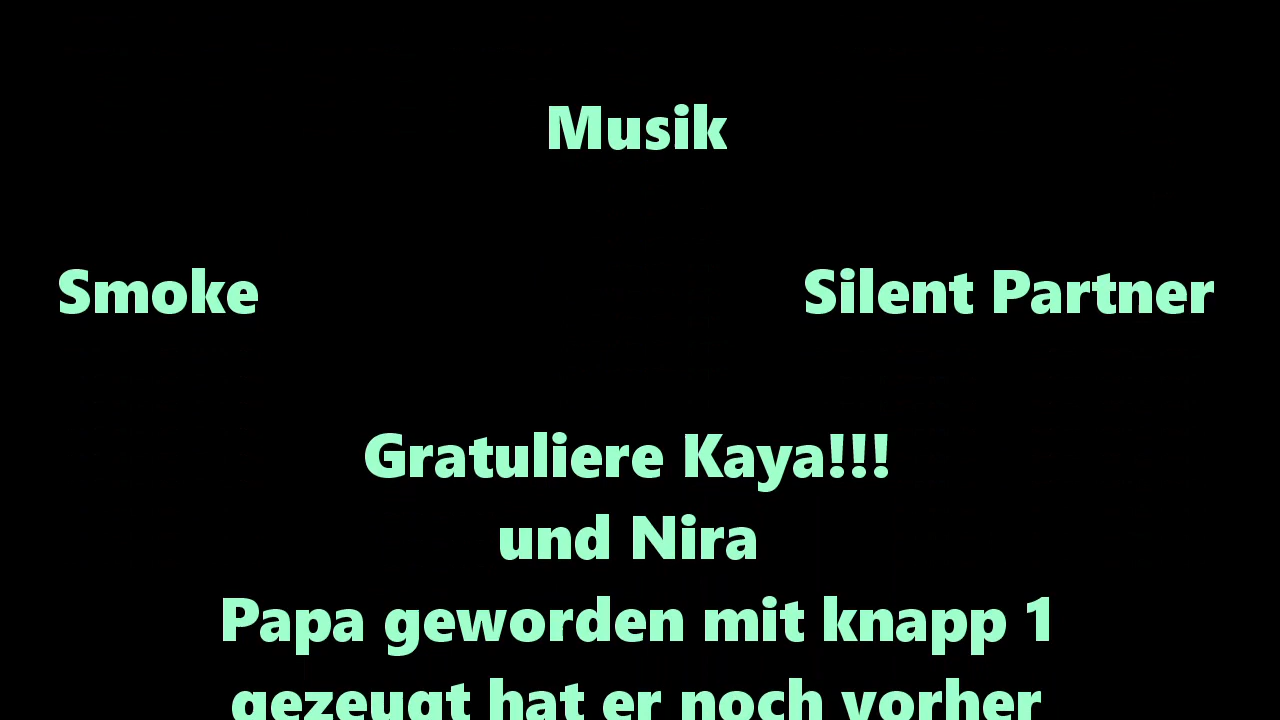 Musik
Smoke Silent Partner
Gratuliere Kaya!!!
und Nira
Papa geworden mit knapp 1
gezeugt hat er noch vorher